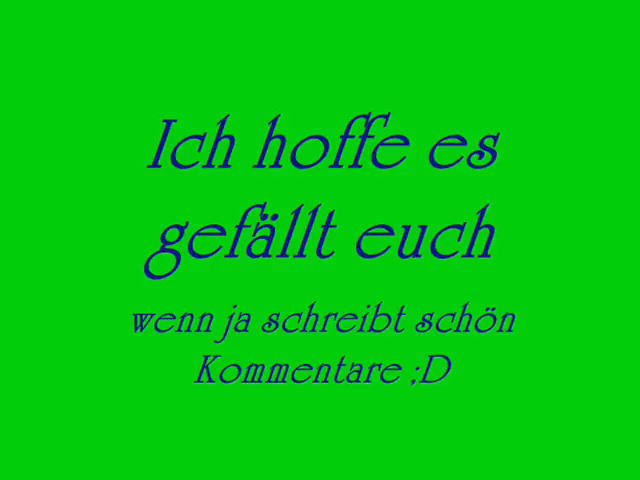 Ich hoffe es
gefällt euch
wenn ja schreibt schön
Kommentare ;D